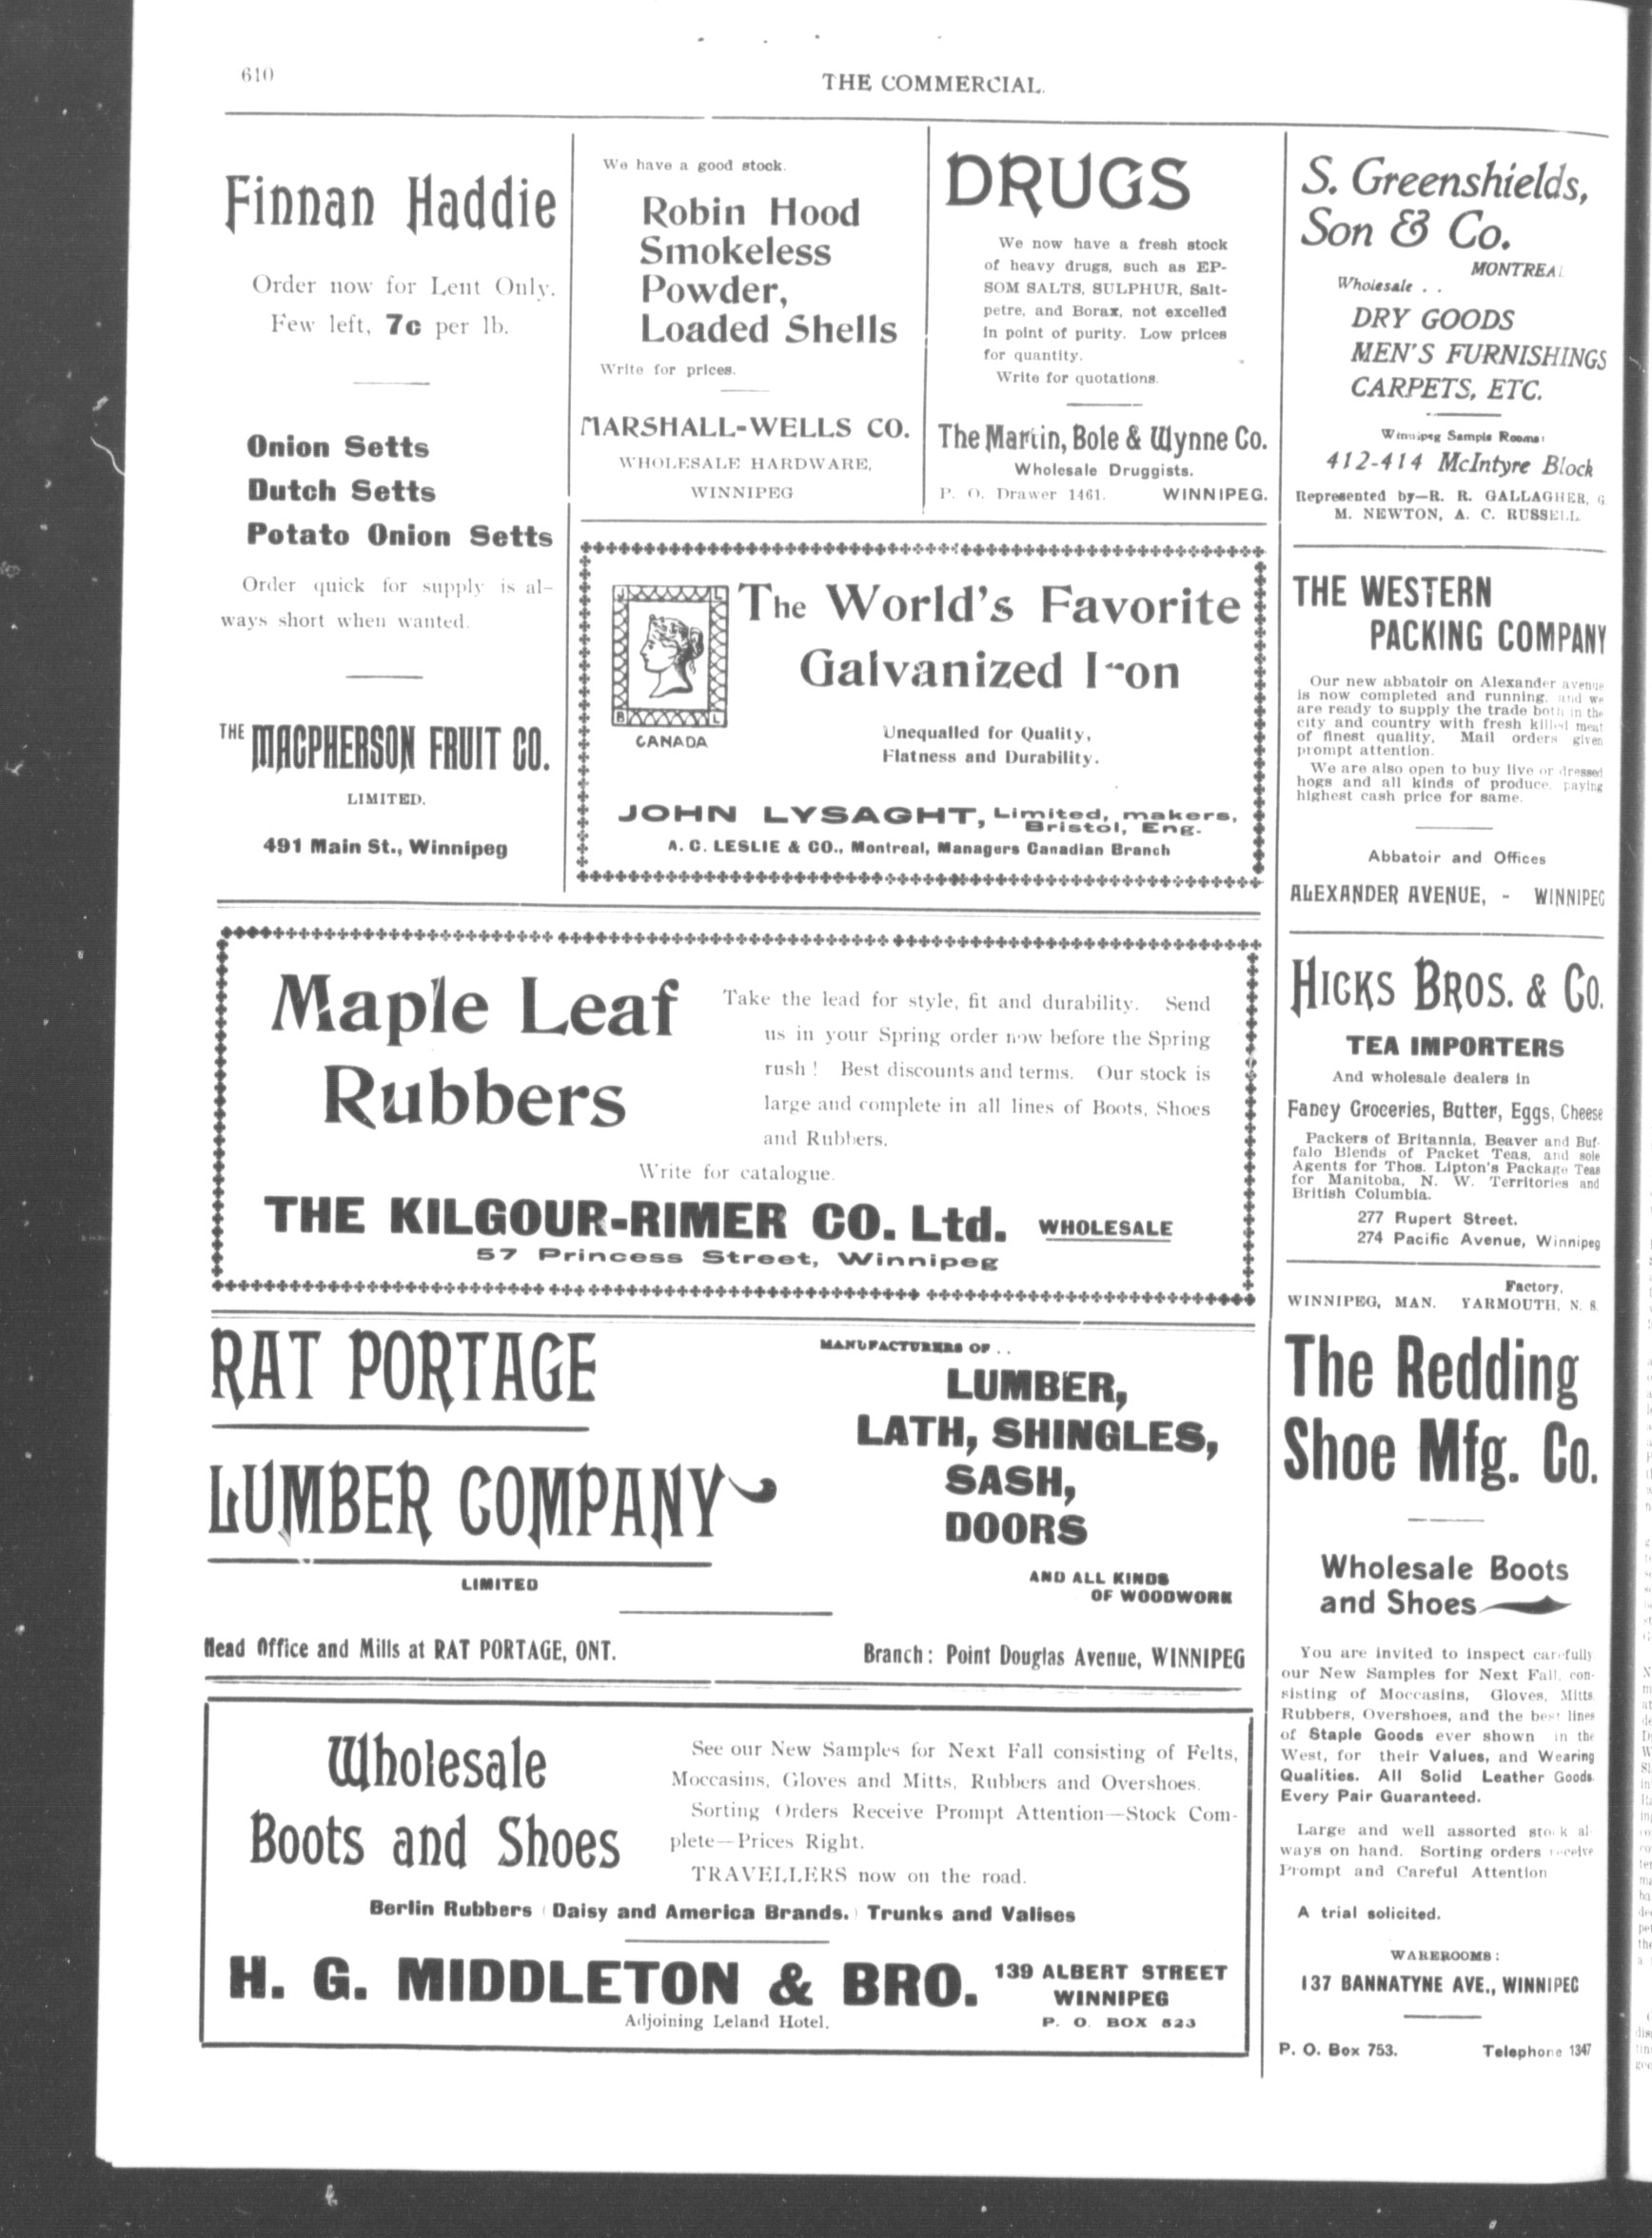 610
THE COMMERCIAL.
Finnan Haddie
Order now for Lent Only.
Few left, 7c per lb.
Onion Setts
Dutch Setts
Potato Onion Setts
Order quick for supply is al-
ways short when wanted.
THE MACPHERSON FRUIT CO.
LIMITED.
491 Main St., Winnipeg
We have a good stock.
Robin Hood
Smokeless
Powder,
Loaded Shells
Write for prices.
MARSHALL-WELLS CO.
WHOLESALE HARDWARE,
WINNIPEG
DRUGS
We now have a fresh stock
of heavy drugs, such as EP-
SOM SALTS, SULPHUR, Salt-
petre, and Borax, not excelled
in point of purity. Low prices
for quantity.
Write for quotations.
The Martin, Bole & Wynne Co.
Wholesale Druggists.
P. O. Drawer 1461. WINNIPEG.
J L
B L
CANADA
The World's Favorite
Galvanized Iron
Unequalled for Quality,
Flatness and Durability.
JOHN LYSAGHT, Limited, makers,
Bristol, Eng.
A. C. LESLIE & CO., Montreal, Managers Canadian Branch
Maple Leaf
Rubbers
Take the lead for style, fit and durability. Send
us in your Spring order now before the Spring
rush! Best discounts and terms. Our stock is
large and complete in all lines of Boots, Shoes
and Rubbers.
Write for catalogue.
THE KILGOUR-RIMER CO. Ltd. WHOLESALE
57 Princess Street, Winnipeg
RAT PORTAGE
LUMBER COMPANY
LIMITED
MANUFACTURERS OF . .
LUMBER,
LATH, SHINGLES,
SASH,
DOORS
AND ALL KINDS
OF WOODWORK
Head Office and Mills at RAT PORTAGE, ONT.
Branch: Point Douglas Avenue, WINNIPEG
Wholesale
Boots and Shoes
See our New Samples for Next Fall consisting of Felts,
Moccasins, Gloves and Mitts, Rubbers and Overshoes.
Sorting Orders Receive Prompt Attention—Stock Com-
plete—Prices Right.
TRAVELLERS now on the road.
Berlin Rubbers (Daisy and America Brands.) Trunks and Valises
H. G. MIDDLETON & BRO.
Adjoining Leland Hotel.
139 ALBERT STREET
WINNIPEG
P. O. BOX 523
S. Greenshields,
Son & Co.
MONTREAL
Wholesale . .
DRY GOODS
MEN'S FURNISHINGS
CARPETS, ETC.
Winnipeg Sample Rooms:
412-414 McIntyre Block
Represented by—R. R. GALLAGHER, G.
M. NEWTON, A. C. RUSSELL.
THE WESTERN
PACKING COMPANY
Our new abbatoir on Alexander avenue
is now completed and running, and we
are ready to supply the trade both in the
city and country with fresh killed meat
of finest quality, Mail orders given
prompt attention.
We are also open to buy live or dressed
hogs and all kinds of produce, paying
highest cash price for same.
Abbatoir and Offices
ALEXANDER AVENUE, - WINNIPEG
HICKS BROS. & CO.
TEA IMPORTERS
And wholesale dealers in
Fancy Groceries, Butter, Eggs, Cheese
Packers of Britannia, Beaver and Buf-
falo Blends of Packet Teas, and sole
Agents for Thos. Lipton's Package Teas
for Manitoba, N. W. Territories and
British Columbia.
277 Rupert Street.
274 Pacific Avenue, Winnipeg
Factory,
WINNIPEG, MAN. YARMOUTH, N. S.
The Redding
Shoe Mfg. Co.
Wholesale Boots
and Shoes
You are invited to inspect carefully
our New Samples for Next Fall, con-
sisting of Moccasins, Gloves, Mitts,
Rubbers, Overshoes, and the best lines
of Staple Goods ever shown in the
West, for their Values, and Wearing
Qualities. All Solid Leather Goods.
Every Pair Guaranteed.
Large and well assorted stock al-
ways on hand. Sorting orders receive
Prompt and Careful Attention
A trial solicited.
WAREROOMS:
137 BANNATYNE AVE., WINNIPEG
P. O. Box 753. Telephone 1347